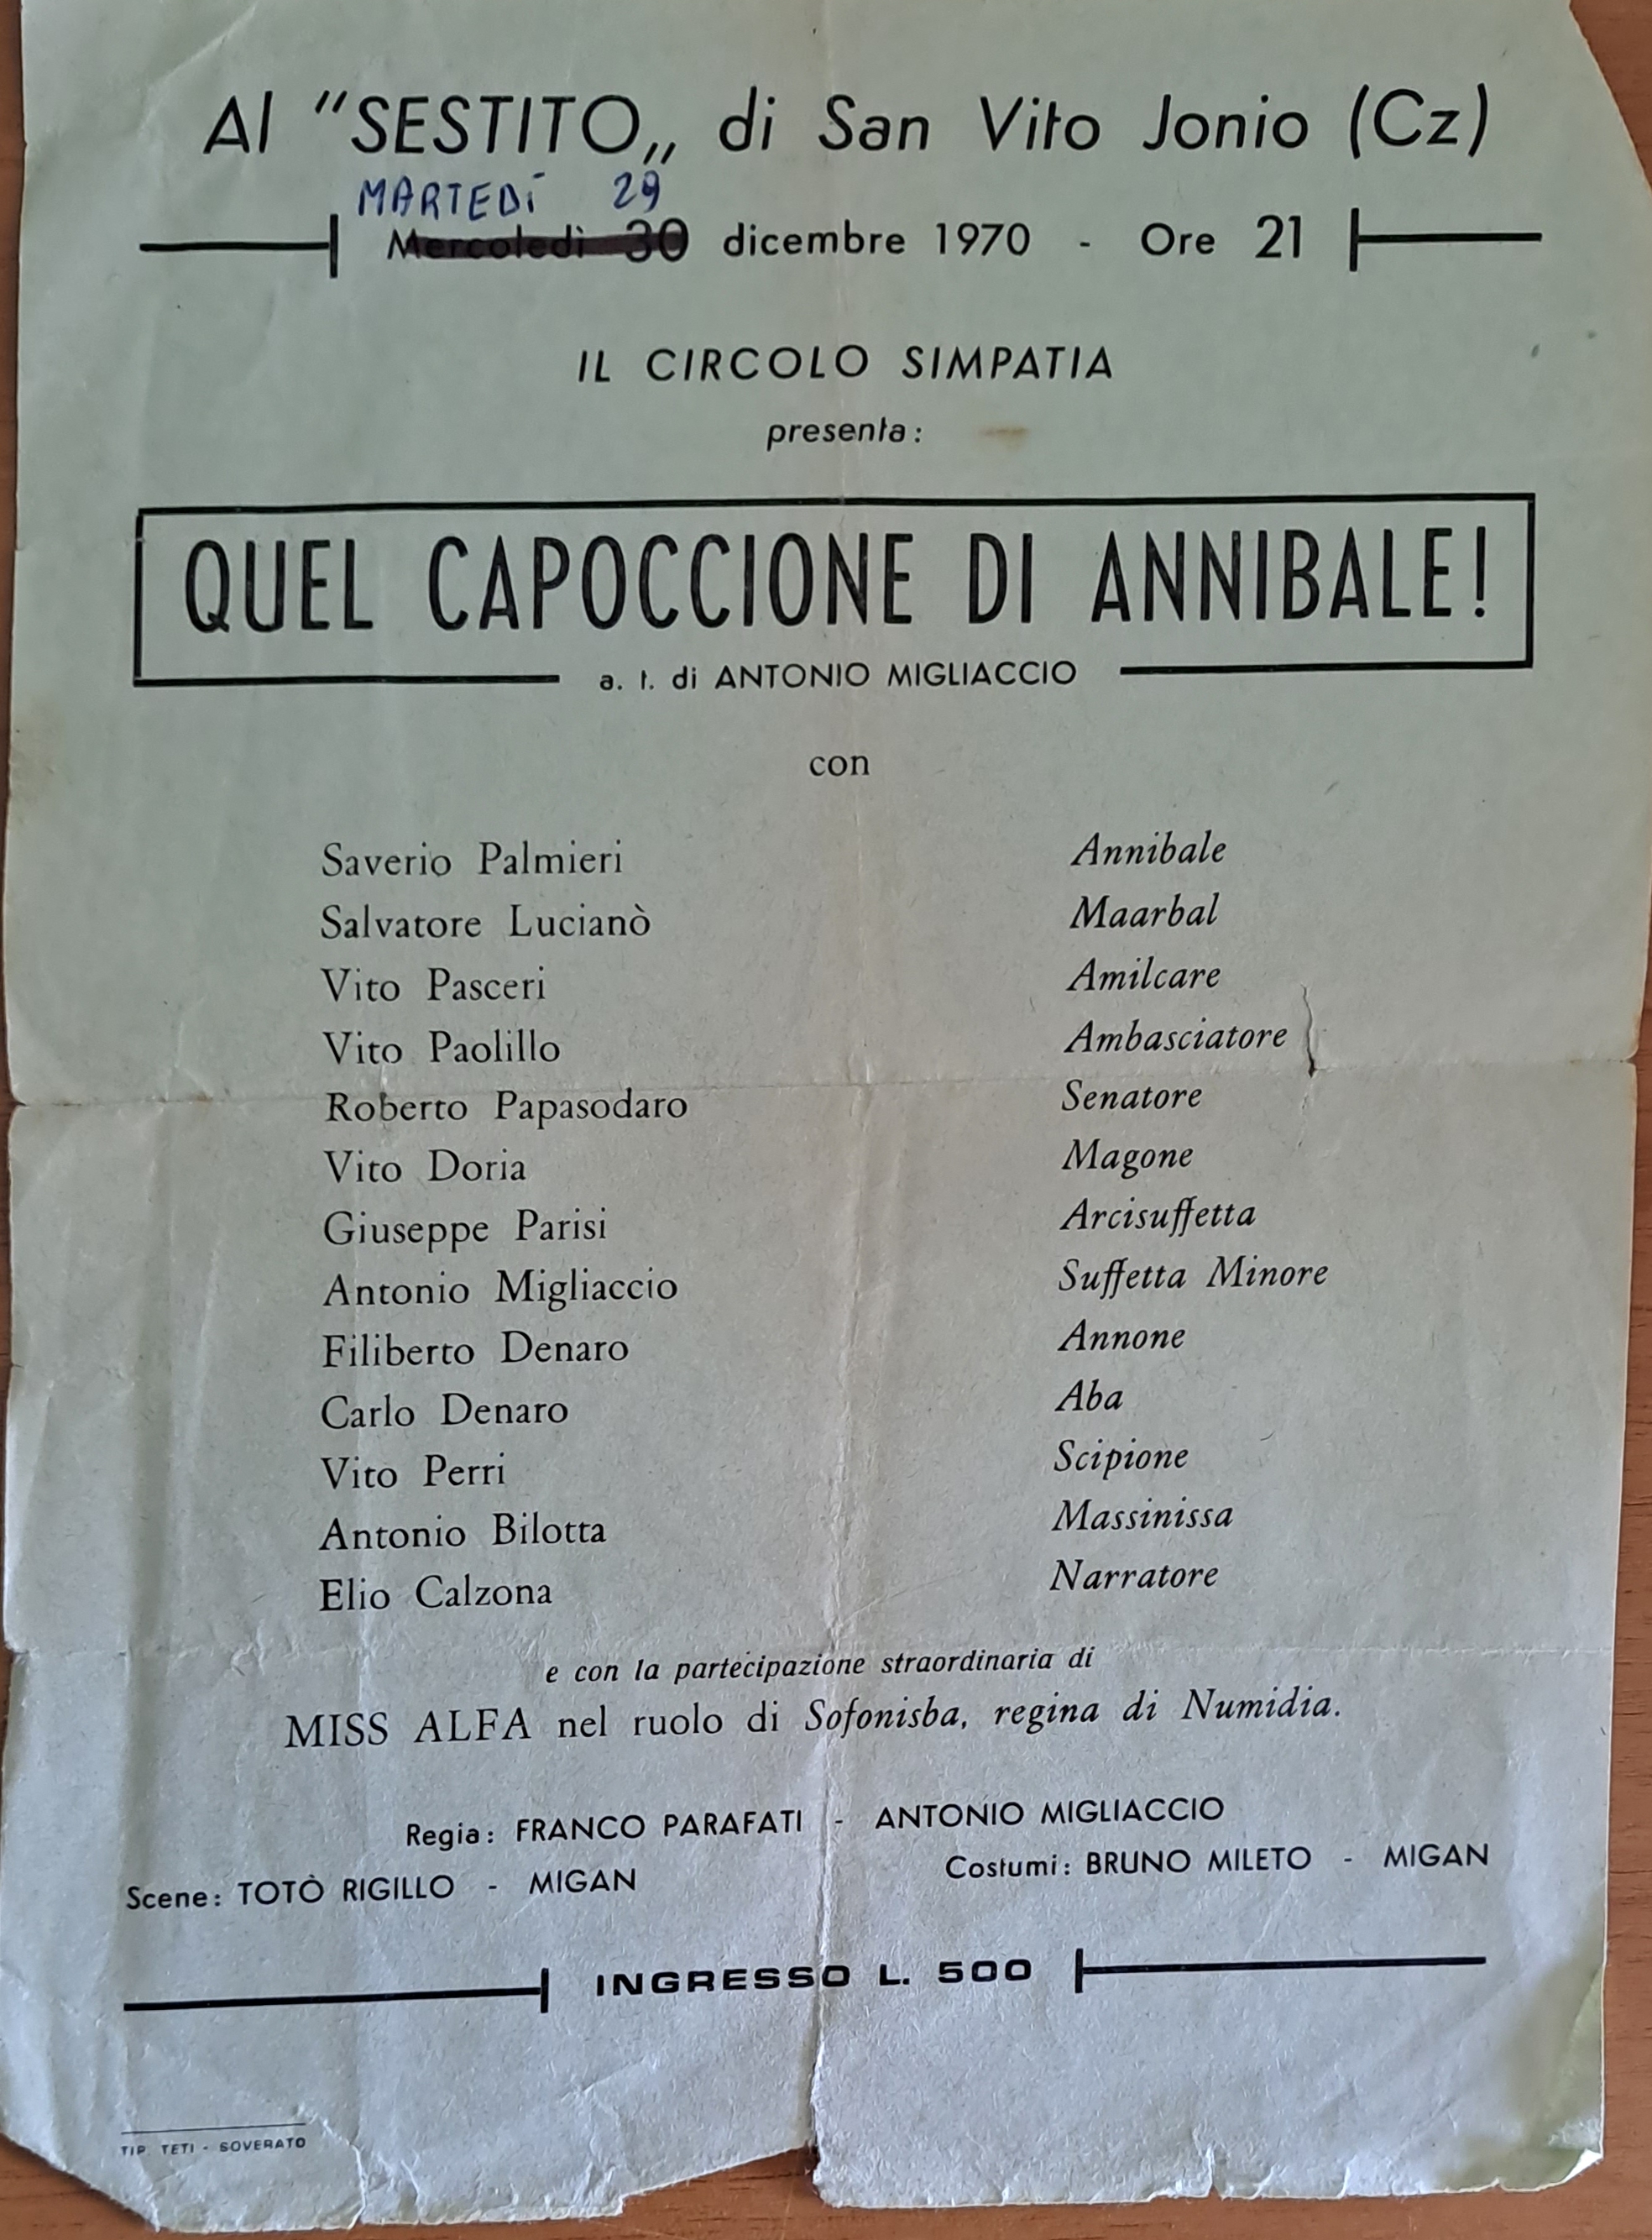 Al "SESTITO„ di San Vito Jonio (Cz)
MARTEDÍ 29
Mercoledì 30 dicembre 1970 - Ore 21
IL CIRCOLO SIMPATIA
presenta:
QUEL CAPOCCIONE DI ANNIBALE!
a. t. di ANTONIO MIGLIACCIO
con
Saverio Palmieri Annibale
Salvatore Lucianò Maarbal
Vito Pasceri Amilcare
Vito Paolillo Ambasciatore
Roberto Papasodaro Senatore
Vito Doria Magone
Giuseppe Parisi Arcisuffetta
Antonio Migliaccio Suffetta Minore
Filiberto Denaro Annone
Carlo Denaro Aba
Vito Perri Scipione
Antonio Bilotta Massinissa
Elio Calzona Narratore
e con la partecipazione straordinaria di
MISS ALFA nel ruolo di Sofonisba, regina di Numidia.
Regia: FRANCO PARAFATI - ANTONIO MIGLIACCIO
Scene: TOTÒ RIGILLO - MIGAN Costumi: BRUNO MILETO - MIGAN
INGRESSO L. 500
TIP. TETI - SOVERATO